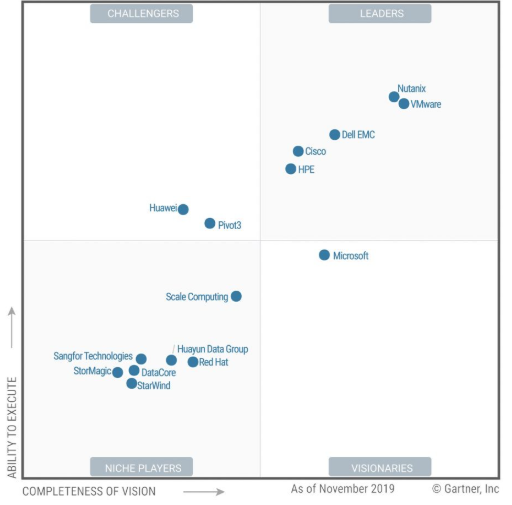 CHALLENGERS
LEADERS
Nutanix
VMware
Dell EMC
Cisco
HPE
Huawei
Pivot3
Microsoft
Scale Computing
Huayun Data Group
Sangfor Technologies
Red Hat
StorMagic
DataCore
StarWind
ABILITY TO EXECUTE
NICHE PLAYERS
VISIONARIES
COMPLETENESS OF VISION
As of November 2019
© Gartner, Inc